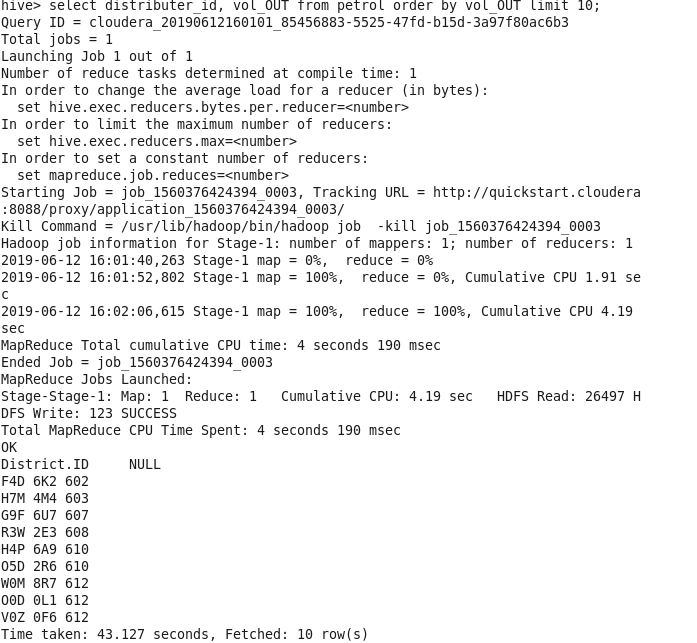 hive> select distributer_id, vol_OUT from petrol order by vol_OUT limit 10;
Query ID = cloudera_20190612160101_85456883-5525-47fd-b15d-3a97f80ac6b3
Total jobs = 1
Launching Job 1 out of 1
Number of reduce tasks determined at compile time: 1
In order to change the average load for a reducer (in bytes):
  set hive.exec.reducers.bytes.per.reducer=<number>
In order to limit the maximum number of reducers:
  set hive.exec.reducers.max=<number>
In order to set a constant number of reducers:
  set mapreduce.job.reduces=<number>
Starting Job = job_1560376424394_0003, Tracking URL = http://quickstart.cloudera
:8088/proxy/application_1560376424394_0003/
Kill Command = /usr/lib/hadoop/bin/hadoop job  -kill job_1560376424394_0003
Hadoop job information for Stage-1: number of mappers: 1; number of reducers: 1
2019-06-12 16:01:40,263 Stage-1 map = 0%,  reduce = 0%
2019-06-12 16:01:52,802 Stage-1 map = 100%,  reduce = 0%, Cumulative CPU 1.91 se
c
2019-06-12 16:02:06,615 Stage-1 map = 100%,  reduce = 100%, Cumulative CPU 4.19
sec
MapReduce Total cumulative CPU time: 4 seconds 190 msec
Ended Job = job_1560376424394_0003
MapReduce Jobs Launched:
Stage-Stage-1: Map: 1  Reduce: 1   Cumulative CPU: 4.19 sec   HDFS Read: 26497 H
DFS Write: 123 SUCCESS
Total MapReduce CPU Time Spent: 4 seconds 190 msec
OK
District.ID     NULL
F4D 6K2 602
H7M 4M4 603
G9F 6U7 607
R3W 2E3 608
H4P 6A9 610
O5D 2R6 610
W0M 8R7 612
O0D 0L1 612
V0Z 0F6 612
Time taken: 43.127 seconds, Fetched: 10 row(s)